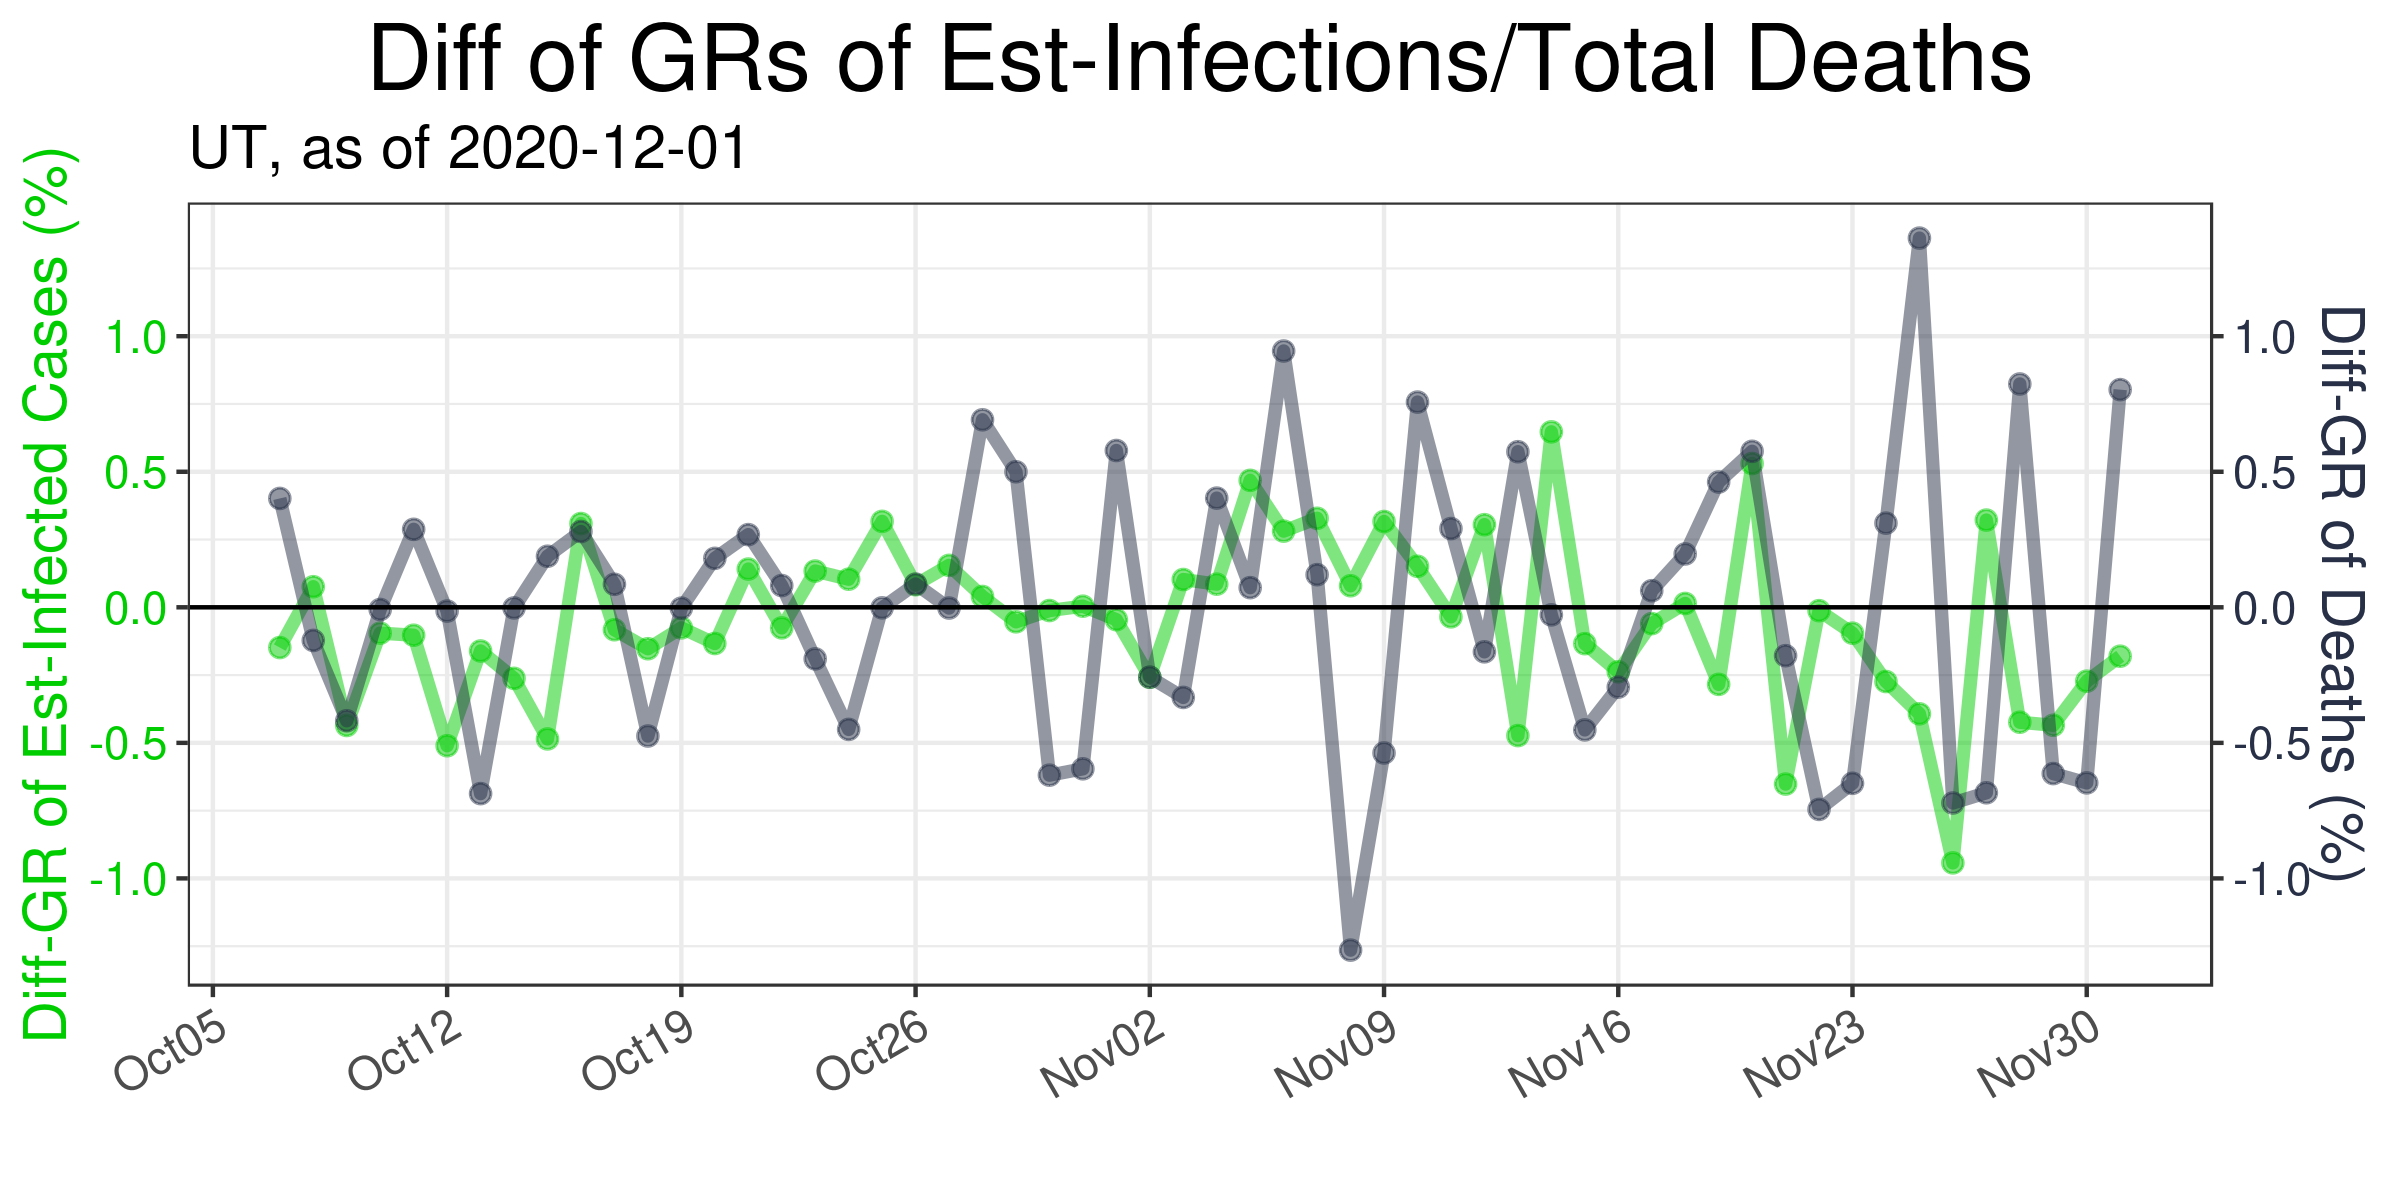 Diff of GRs of Est-Infections/Total Deaths
UT, as of 2020-12-01
Diff-GR of Est-Infected Cases (%)
1.0
0.5
0.0
-0.5
-1.0
1.0
0.5
0.0
-0.5
-1.0
Diff-GR of Deaths (%)
Oct05
Oct12
Oct19
Oct26
Nov02
Nov09
Nov16
Nov23
Nov30